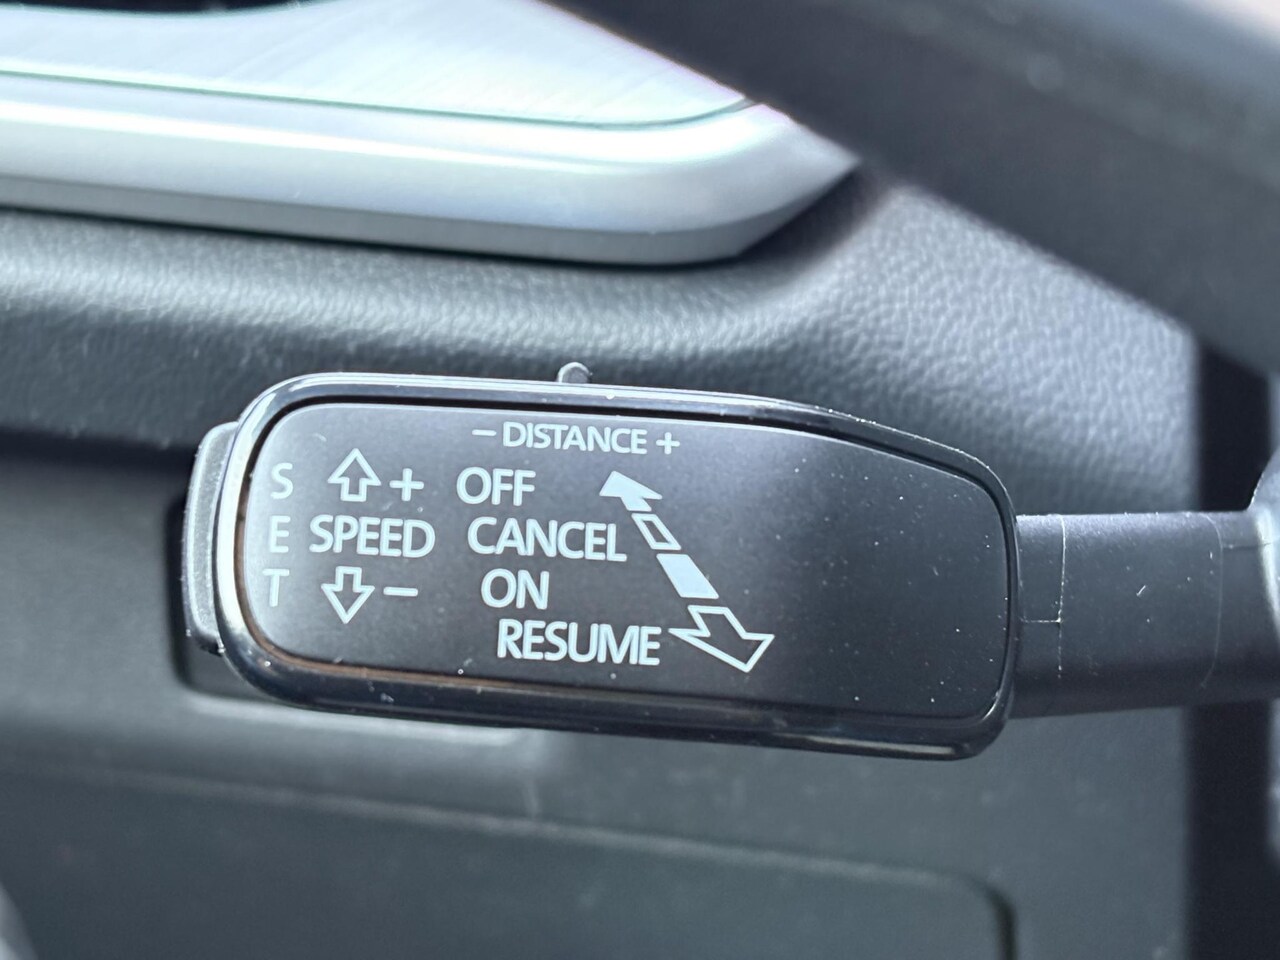 – DISTANCE +
S + OFF
E SPEED CANCEL
T – ON
RESUME